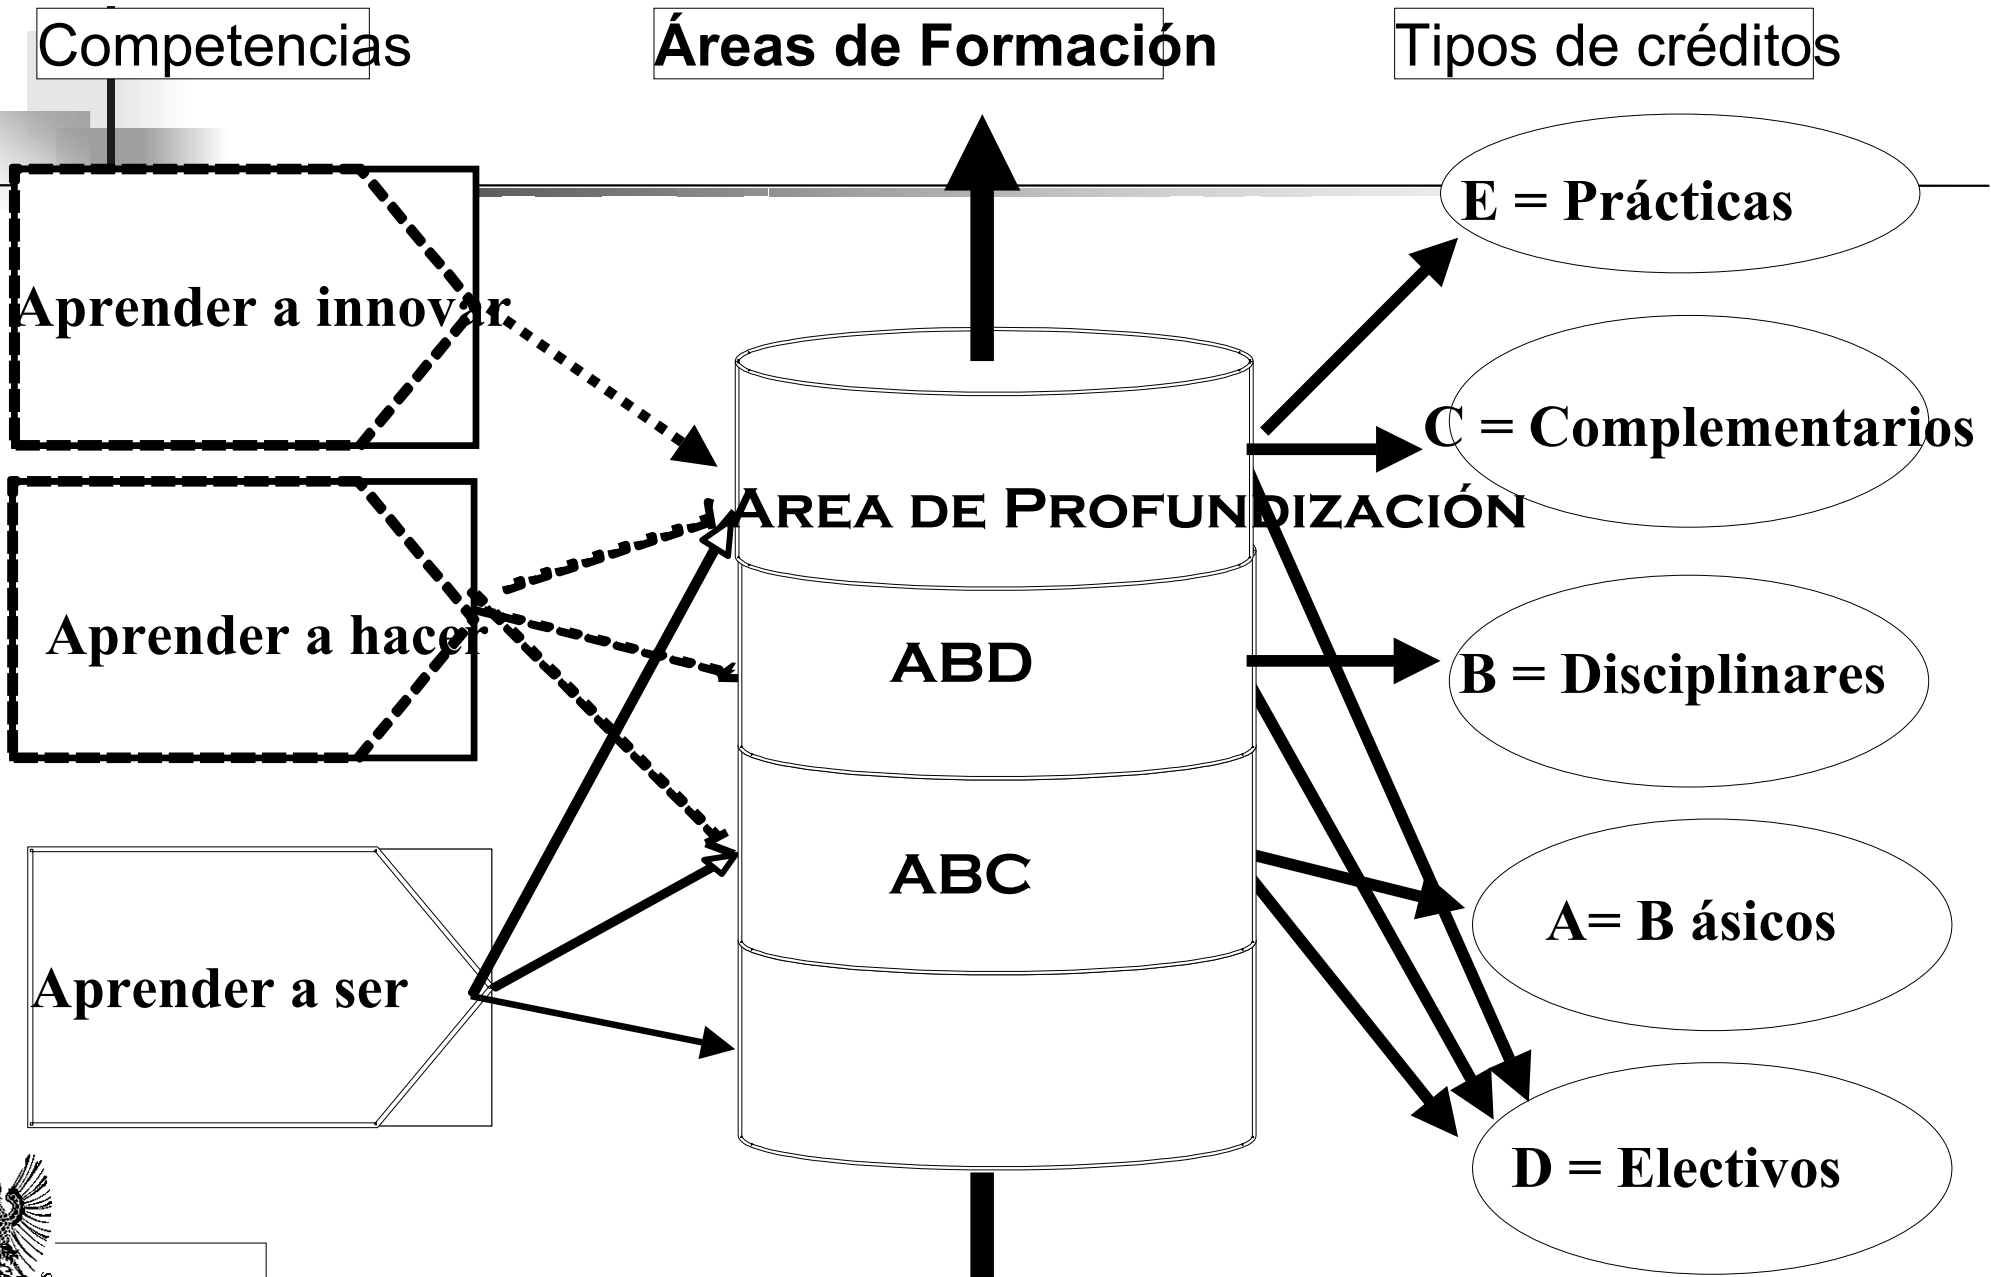 Competencias
Áreas de Formación
Tipos de créditos
Aprender a innovar
Aprender a hacer
Aprender a ser
AREA DE PROFUNDIZACIÓN
ABD
ABC
E = Prácticas
C = Complementarios
B = Disciplinares
A= B ásicos
D = Electivos